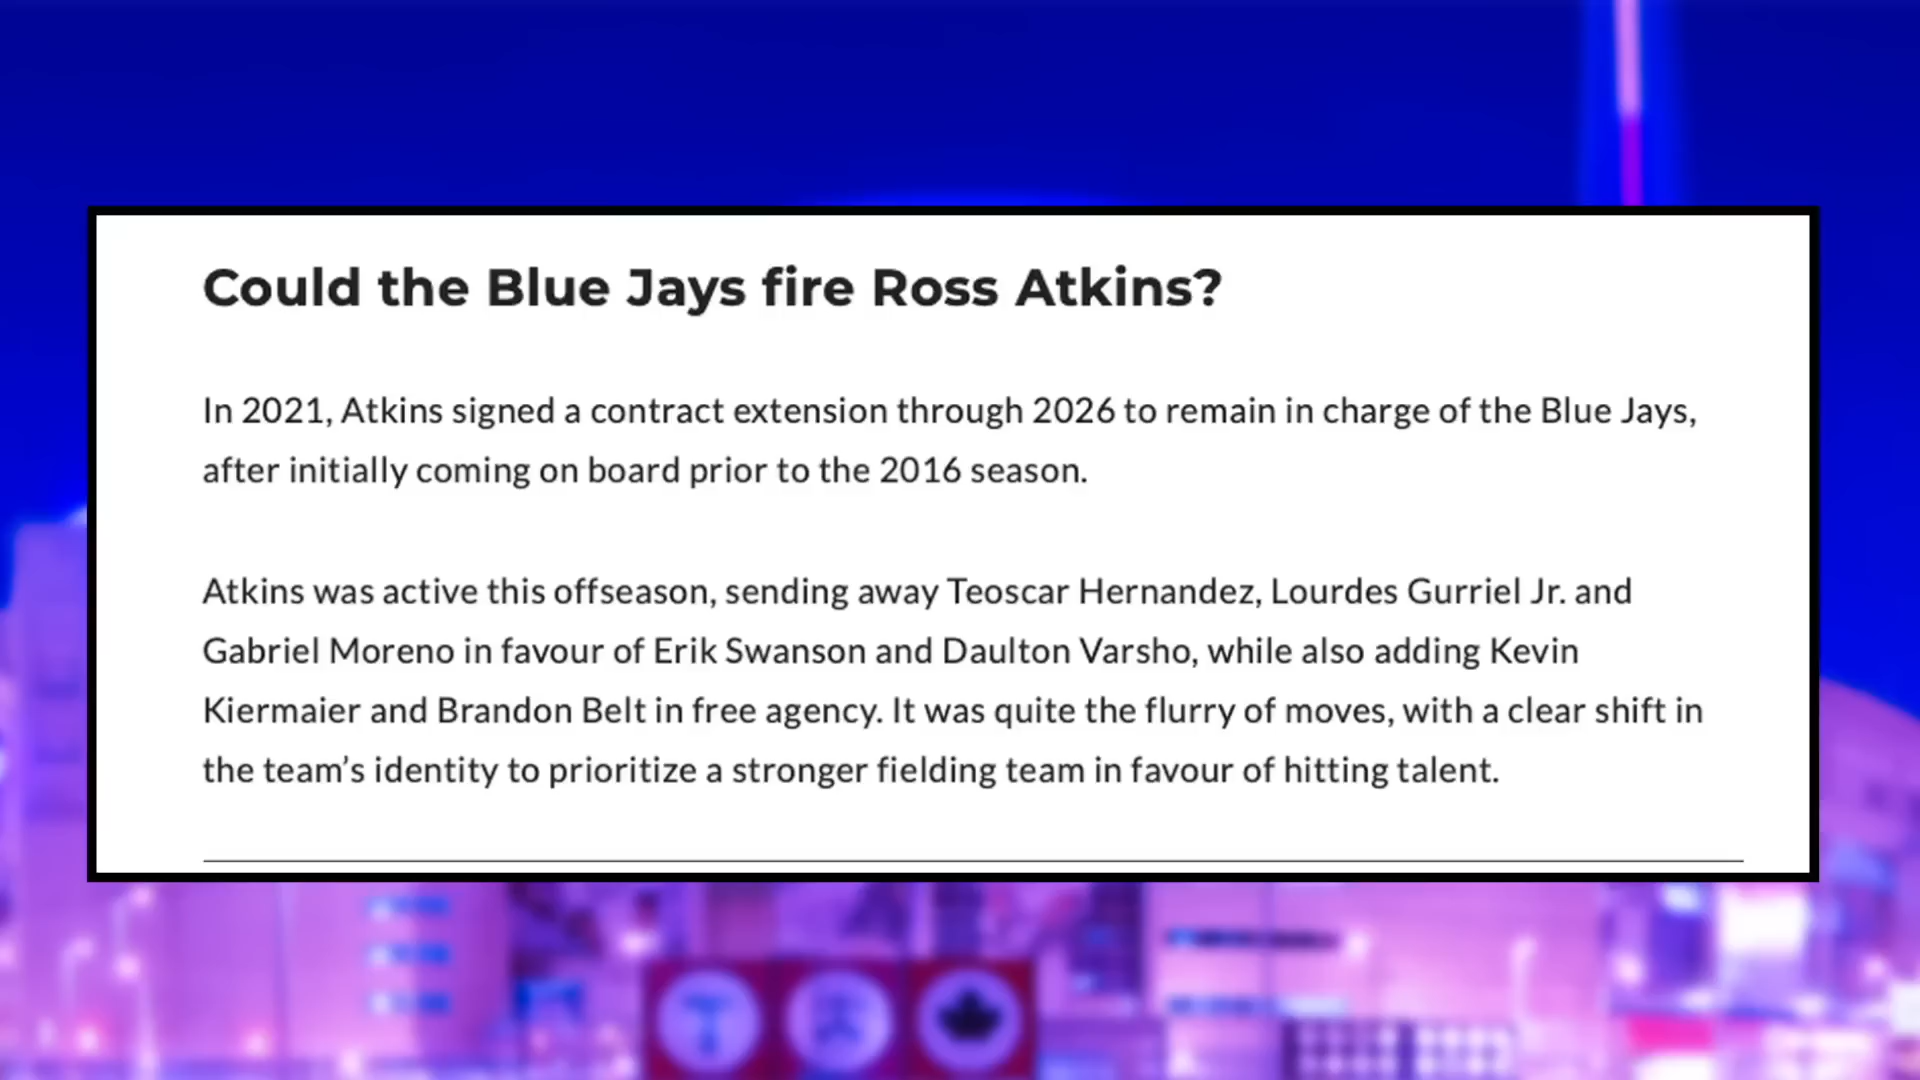 Could the Blue Jays fire Ross Atkins?
In 2021, Atkins signed a contract extension through 2026 to remain in charge of the Blue Jays,
after initially coming on board prior to the 2016 season.
Atkins was active this offseason, sending away Teoscar Hernandez, Lourdes Gurriel Jr. and
Gabriel Moreno in favour of Erik Swanson and Daulton Varsho, while also adding Kevin
Kiermaier and Brandon Belt in free agency. It was quite the flurry of moves, with a clear shift in
the team’s identity to prioritize a stronger fielding team in favour of hitting talent.